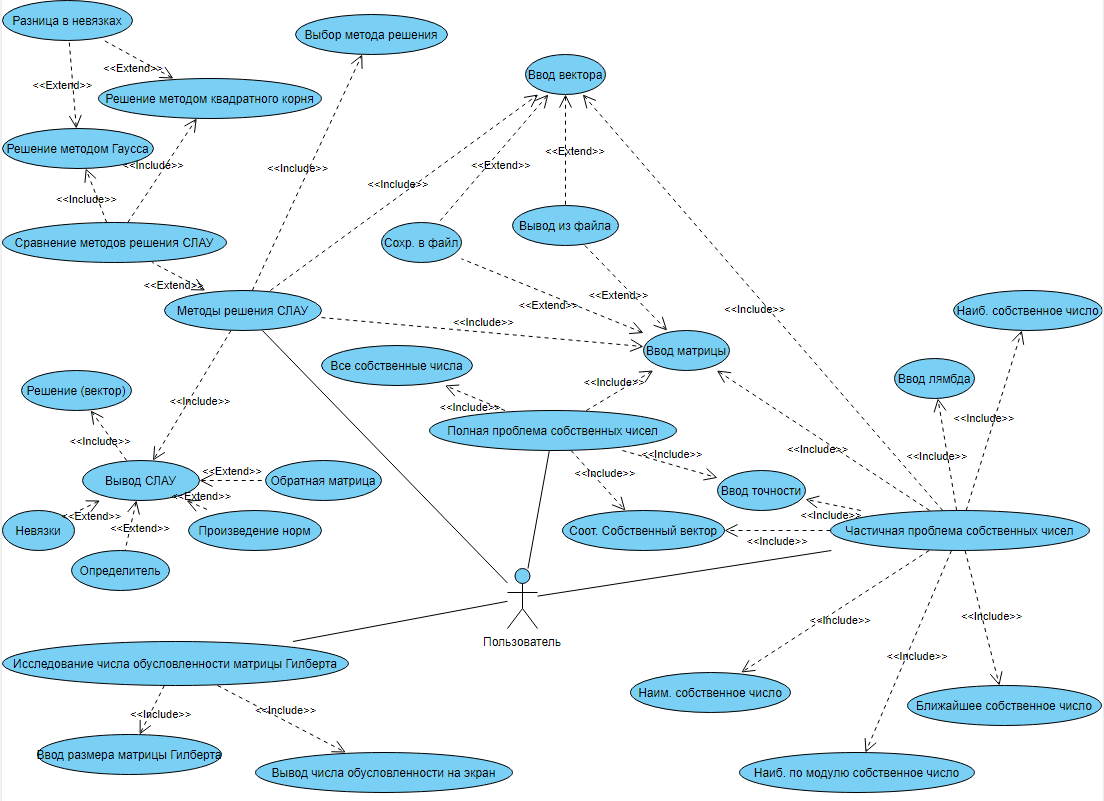 Разница в невязках
Выбор метода решения
<<Extend>>
Ввод вектора
<<Extend>>
Решение методом квадратного корня
Решение методом Гаусса
<<Extend>>
<<Include>>
<<Include>>
<<Extend>>
<<Include>>
<<Include>>
Вывод из файла
Сравнение методов решения СЛАУ
Сохр. в файл
<<Extend>>
<<Extend>>
<<Extend>>
Методы решения СЛАУ
<<Include>>
Наиб. собственное число
<<Include>>
Ввод матрицы
Все собственные числа
Ввод лямбда
<<Include>>
Решение (вектор)
<<Include>>
<<Include>>
<<Include>>
Полная проблема собственных чисел
<<Include>>
<<Include>>
<<Include>>
<<Include>>
<<Extend>>
<<Include>>
Вывод СЛАУ
Обратная матрица
Ввод точности
<<Extend>>
<<Extend>>
<<Include>>
<<Extend>>
Невязки
Произведение норм
Соот. Собственный вектор
Частичная проблема собственных чисел
<<Include>>
Определитель
<<Include>>
<<Include>>
Пользователь
<<Include>>
Исследование числа обусловленности матрицы Гилберта
Наим. собственное число
Ближайшее собственное число
<<Include>>
<<Include>>
Ввод размера матрицы Гилберта
Вывод числа обусловленности на экран
Наиб. по модулю собственное число